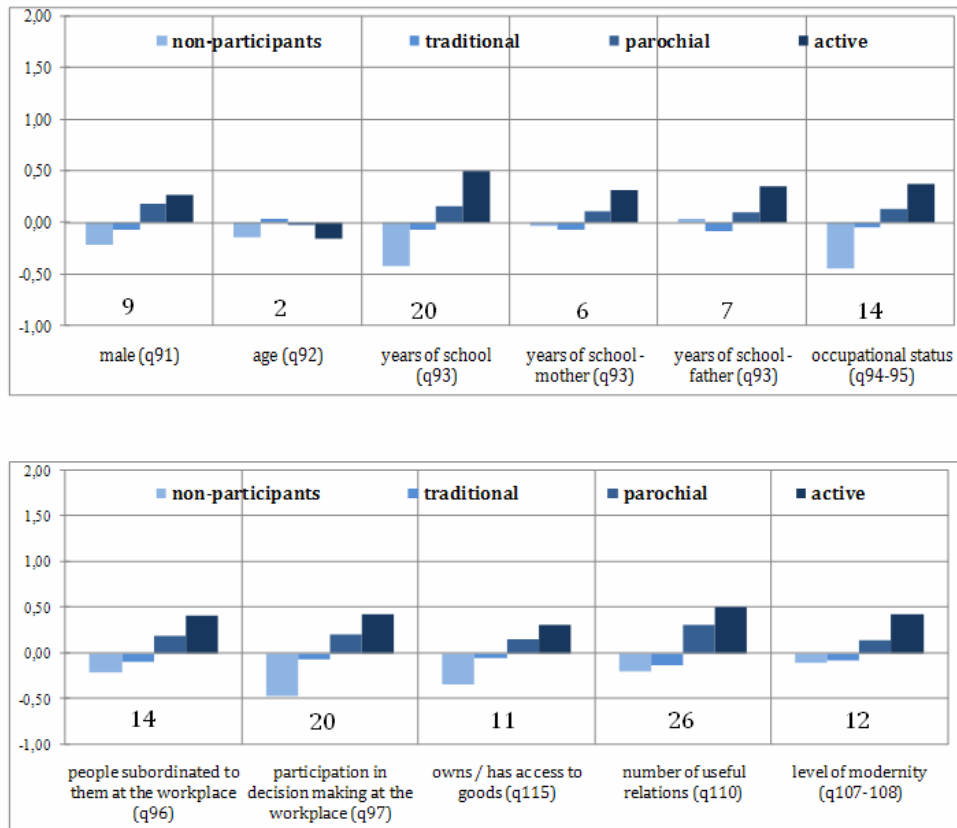 2,00
non-participants traditional parochial active
1,50
1,00
0,50
0,00
-0,50
-1,00
9 2 20 6 7 14
male (q91) age (q92) years of school years of school - years of school - occupational status
(q93) mother (q93) father (q93) (q94-95)
2,00
non-participants traditional parochial active
1,50
1,00
0,50
0,00
-0,50
-1,00
14 20 11 26 12
people subordinated to participation in owns / has access to number of useful level of modernity
them at the workplace decision making at the goods (q115) relations (q110) (q107-108)
(q96) workplace (q97)